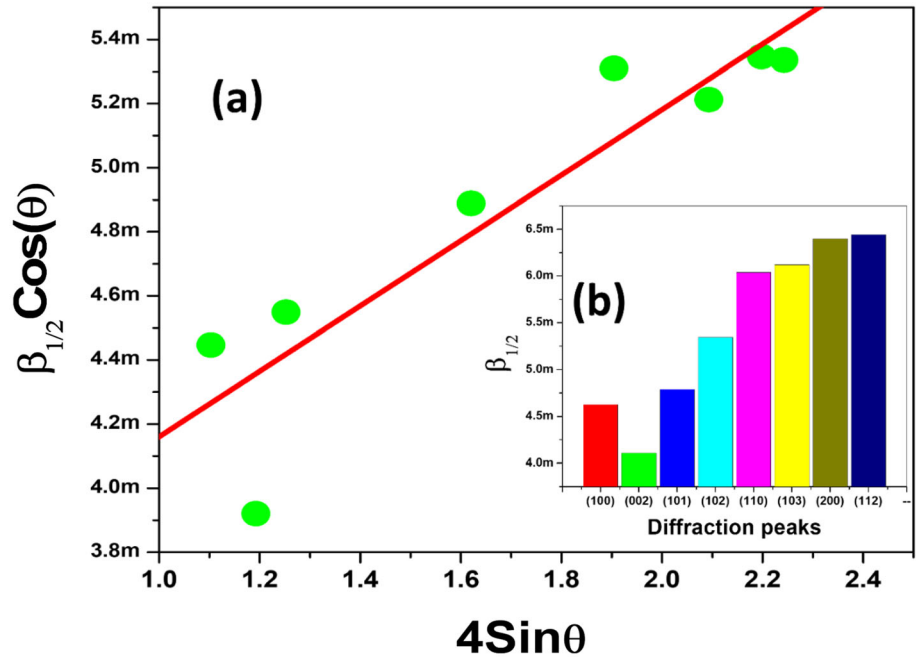 5.4m
5.2m
5.0m
4.8m
4.6m
4.4m
4.2m
4.0m
3.8m
β1/2 Cos(θ)
(a)
1.0 1.2 1.4 1.6 1.8 2.0 2.2 2.4
4Sinθ
(b)
6.5m
6.0m
5.5m
5.0m
4.5m
4.0m
β1/2
(100) (002) (101) (102) (110) (103) (200) (112) --
Diffraction peaks